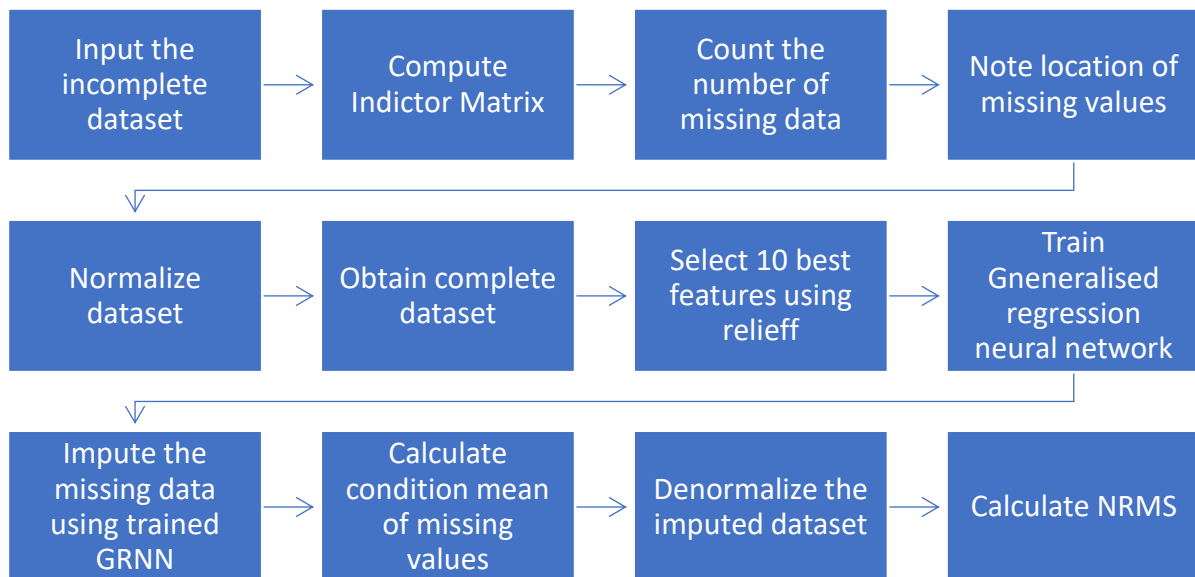 Input the
incomplete
dataset
Compute
Indictor Matrix
Count the
number of
missing data
Note location of
missing values
Normalize
dataset
Obtain complete
dataset
Select 10 best
features using
relieff
Train
Gneneralised
regression
neural network
Impute the
missing data
using trained
GRNN
Calculate
condition mean
of missing
values
Denormalize the
imputed dataset
Calculate NRMS